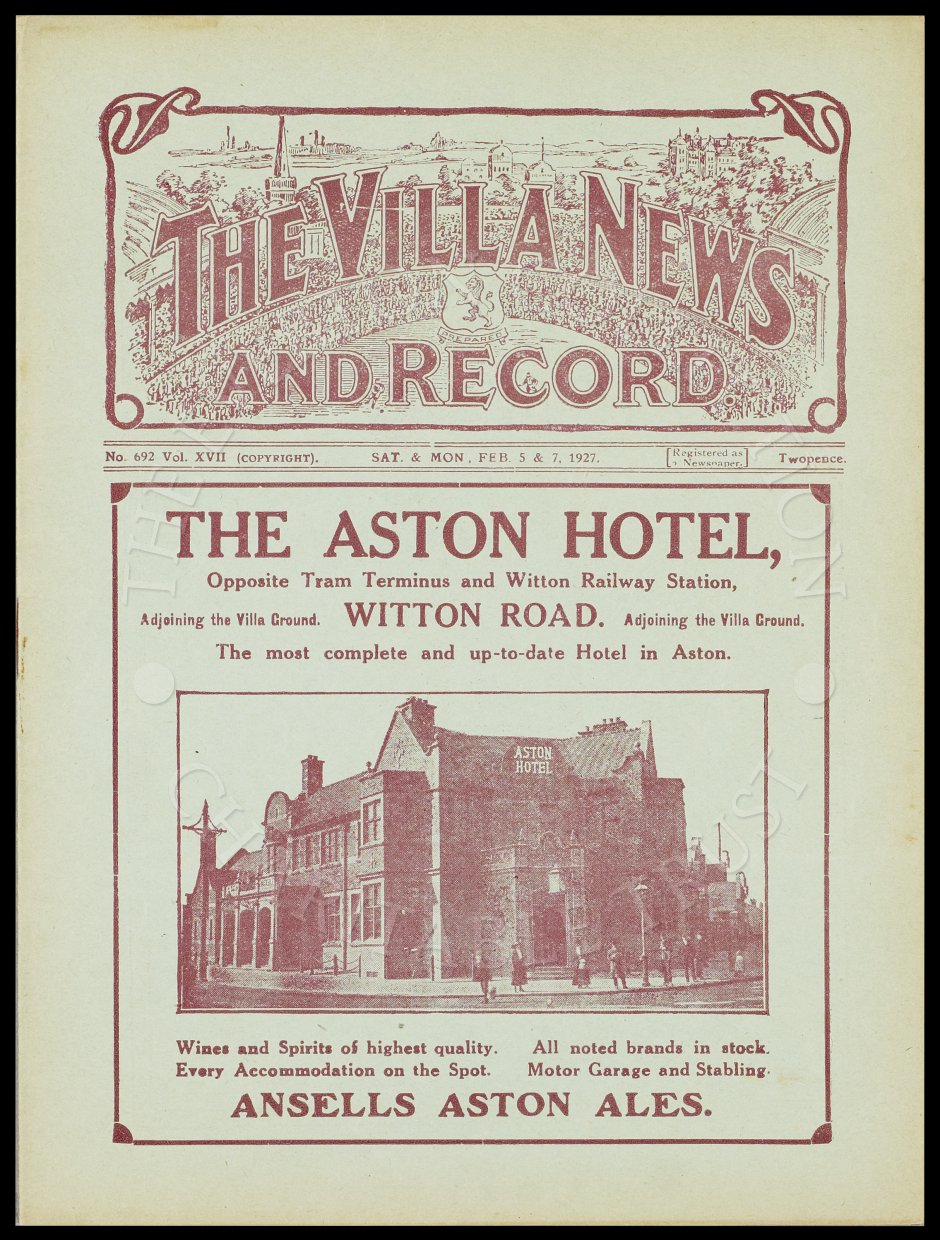 THE VILLA NEWS
PREPARED
AND RECORD.
No. 692 Vol. XVII (COPYRIGHT). SAT. & MON., FEB. 5 & 7, 1927. [Registered as a Newspaper.] Twopence.
THE ASTON HOTEL,
Opposite Tram Terminus and Witton Railway Station,
Adjoining the Villa Ground. WITTON ROAD. Adjoining the Villa Ground.
The most complete and up-to-date Hotel in Aston.
ASTON
HOTEL
Wines and Spirits of highest quality. All noted brands in stock.
Every Accommodation on the Spot. Motor Garage and Stabling.
ANSELLS ASTON ALES.